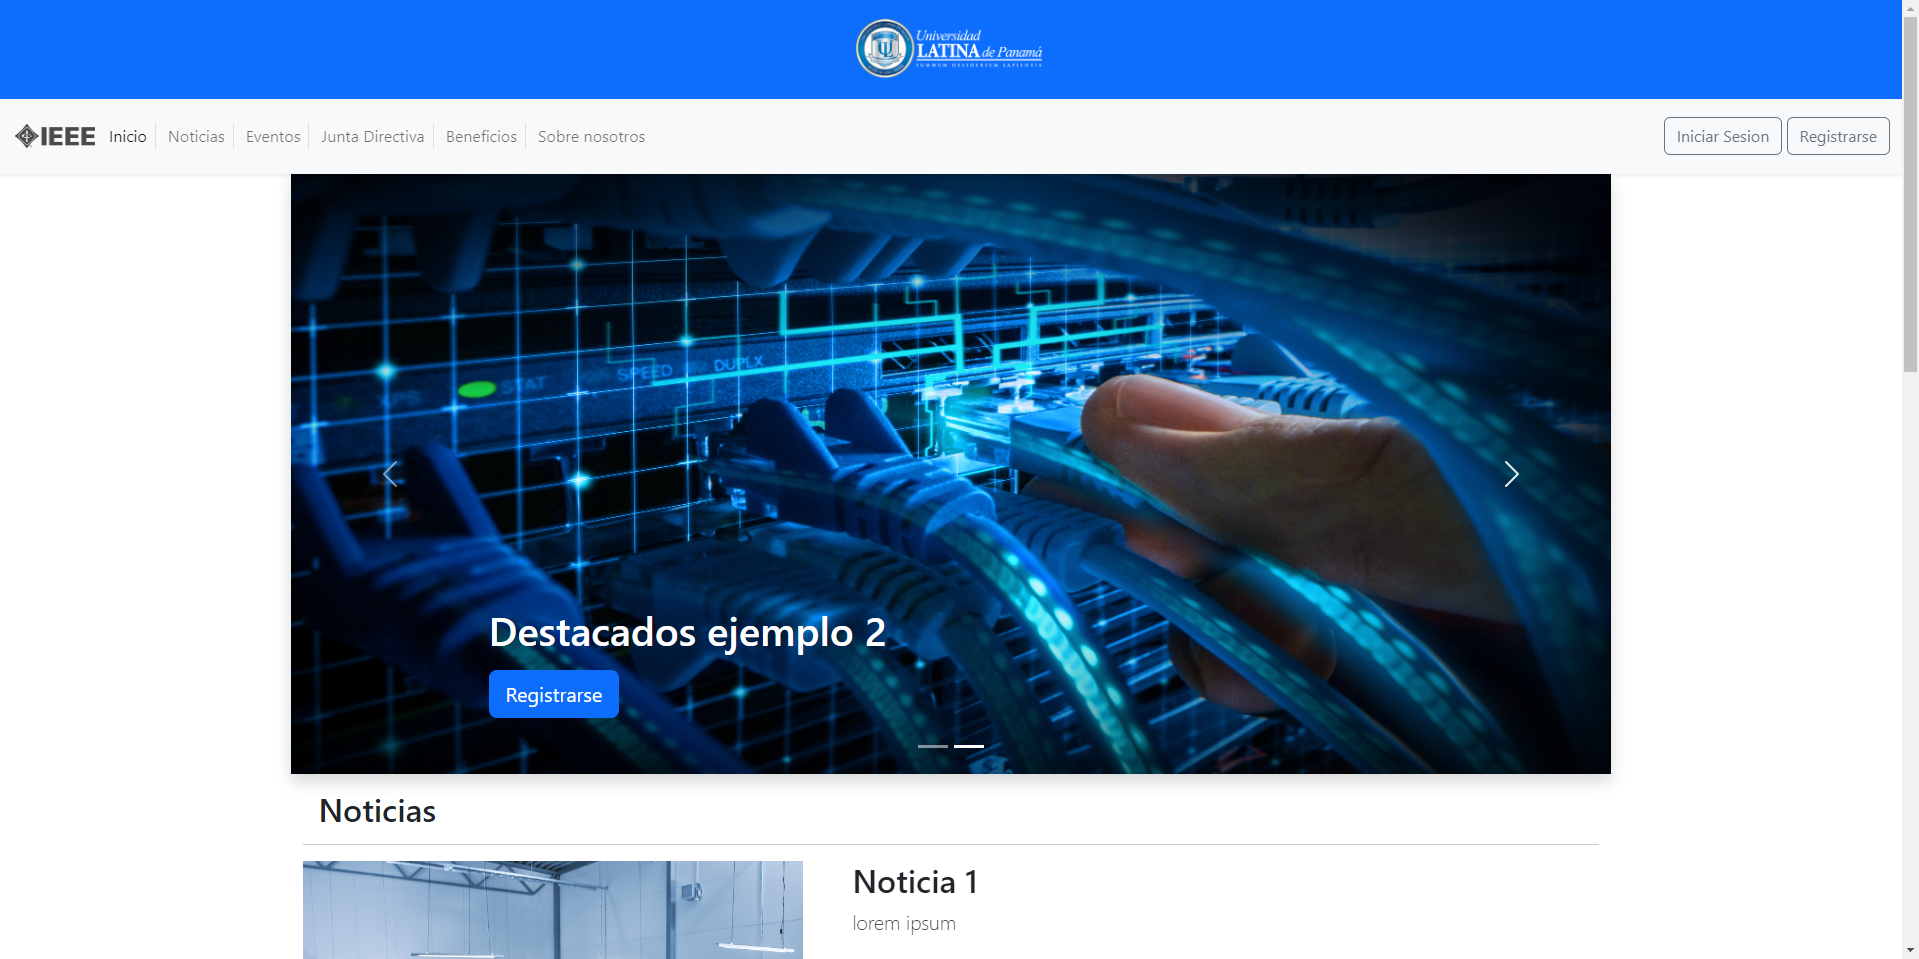 Universidad
LATINA de Panamá
SUMMUM DESIDERIUM SAPIENTIA
IEEE Inicio Noticias Eventos Junta Directiva Beneficios Sobre nosotros Iniciar Sesion Registrarse
SPEED DUPLX
STAT
Destacados ejemplo 2
Registrarse
Noticias
Noticia 1
lorem ipsum